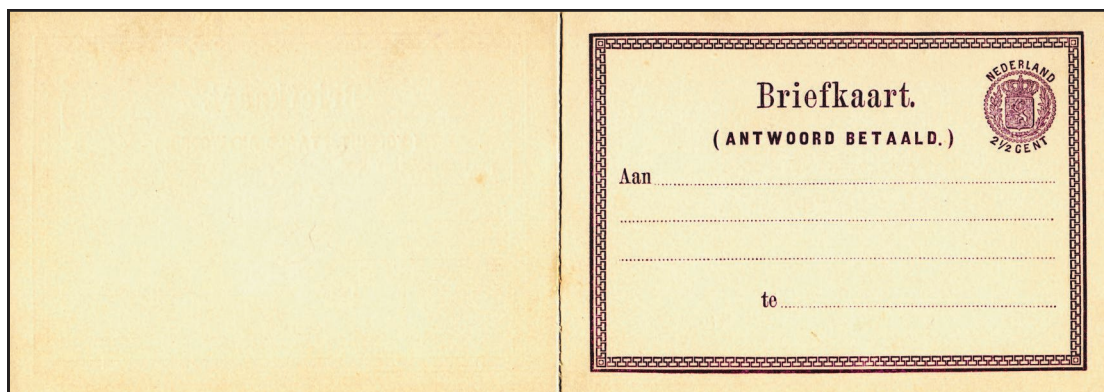 Briefkaart.
(ANTWOORD BETAALD.)
NEDERLAND
2½ CENT
Aan
te